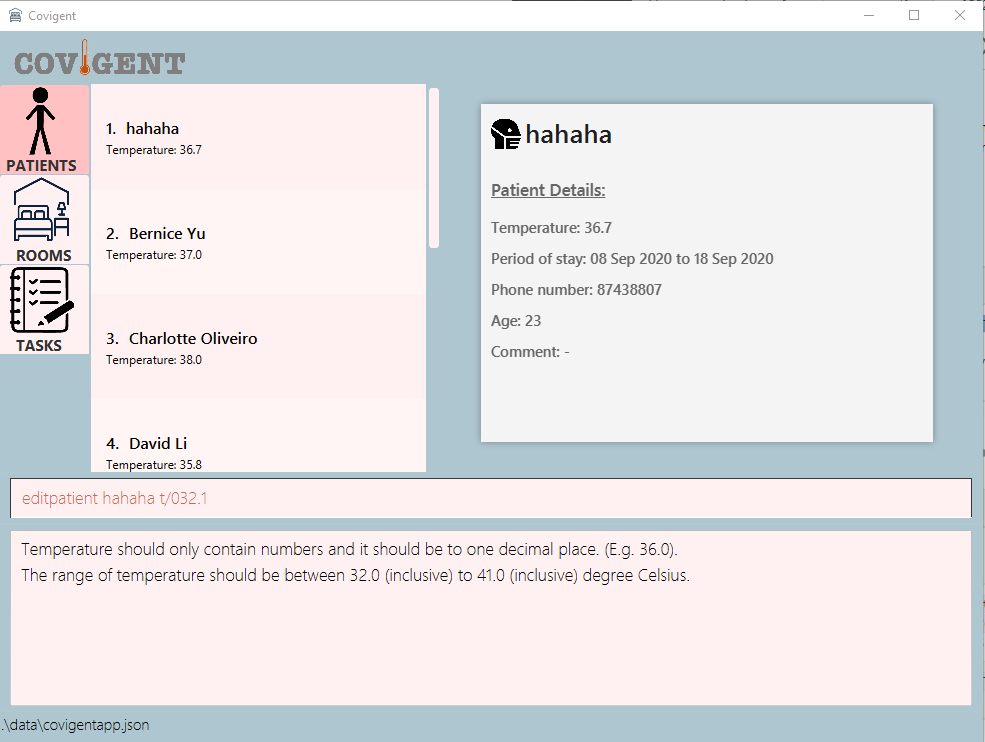 Covigent
COVIGENT
PATIENTS
ROOMS
TASKS
1. hahaha
Temperature: 36.7
2. Bernice Yu
Temperature: 37.0
3. Charlotte Oliveiro
Temperature: 38.0
4. David Li
Temperature: 35.8
hahaha
Patient Details:
Temperature: 36.7
Period of stay: 08 Sep 2020 to 18 Sep 2020
Phone number: 87438807
Age: 23
Comment: -
editpatient hahaha t/032.1
Temperature should only contain numbers and it should be to one decimal place. (E.g. 36.0).
The range of temperature should be between 32.0 (inclusive) to 41.0 (inclusive) degree Celsius.
.\data\covigentapp.json